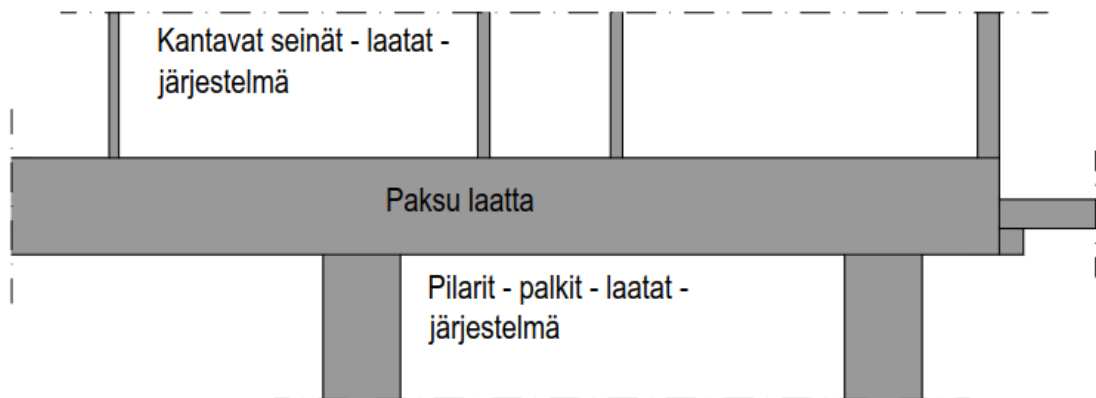 Kantavat seinät - laatat -
järjestelmä
Paksu laatta
Pilarit - palkit - laatat -
järjestelmä